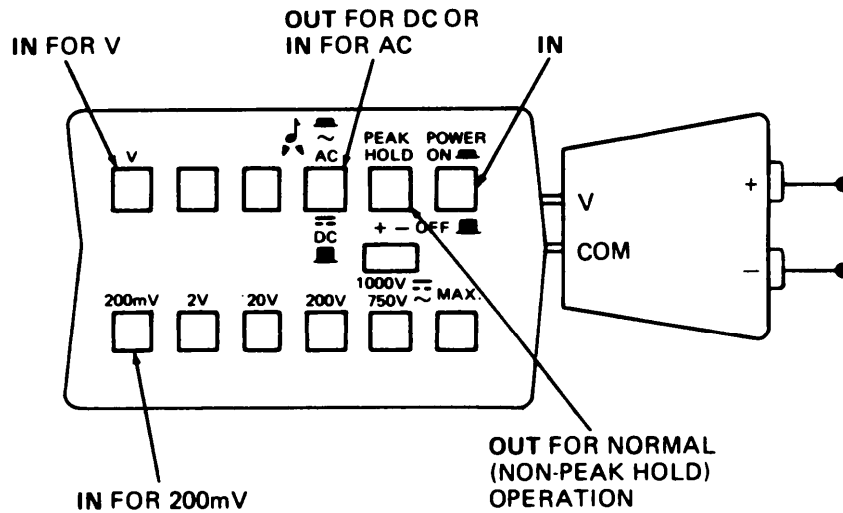 OUT FOR DC OR
IN FOR AC
IN FOR V
IN
V
~
AC
PEAK
HOLD
POWER
ON
DC
+ - OFF
V
COM
+
-
1000V
750V ~ MAX.
200mV
2V
20V
200V
OUT FOR NORMAL
(NON-PEAK HOLD)
OPERATION
IN FOR 200mV